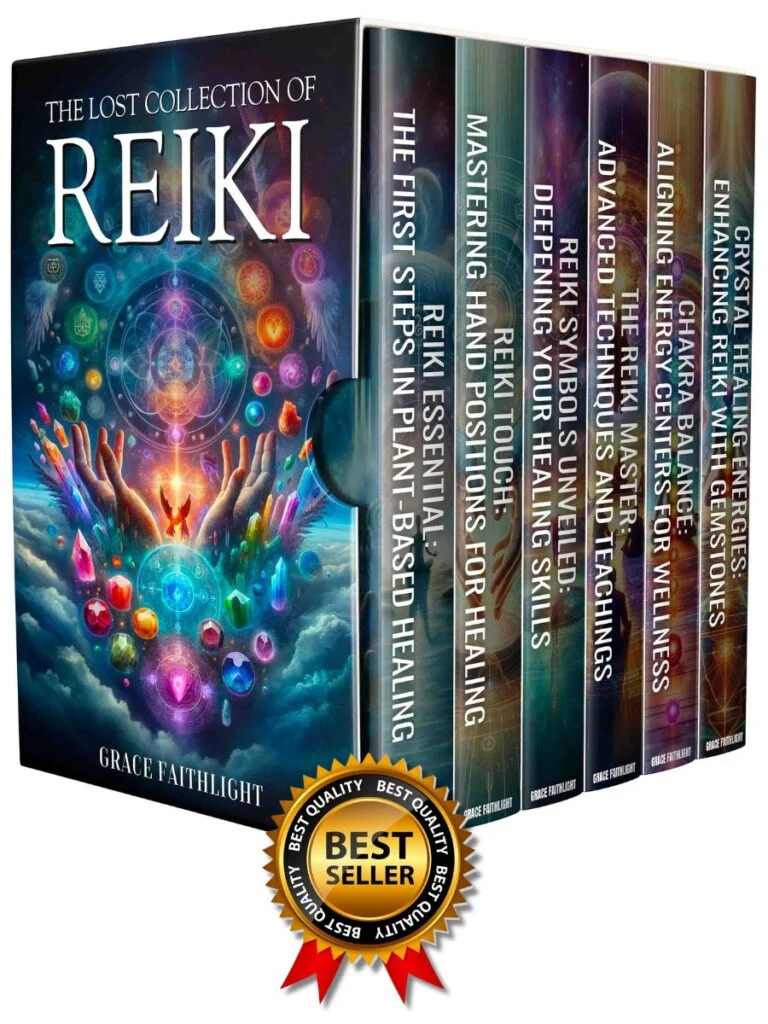 THE LOST COLLECTION OF
REIKI
GRACE FAITHLIGHT
REIKI ESSENTIAL:
THE FIRST STEPS IN PLANT-BASED HEALING
REIKI TOUCH:
MASTERING HAND POSITIONS FOR HEALING
GRACE FAITHLIGHT
REIKI SYMBOLS UNVEILED:
DEEPENING YOUR HEALING SKILLS
GRACE FAITHLIGHT
THE REIKI MASTER:
ADVANCED TECHNIQUES AND TEACHINGS
GRACE FAITHLIGHT
CHAKRA BALANCE:
ALIGNING ENERGY CENTERS FOR WELLNESS
GRACE FAITHLIGHT
CRYSTAL HEALING ENERGIES:
ENHANCING REIKI WITH GEMSTONES
GRACE FAITHLIGHT
BEST QUALITY BEST QUALITY BEST QUALITY BEST QUALITY
BEST
SELLER